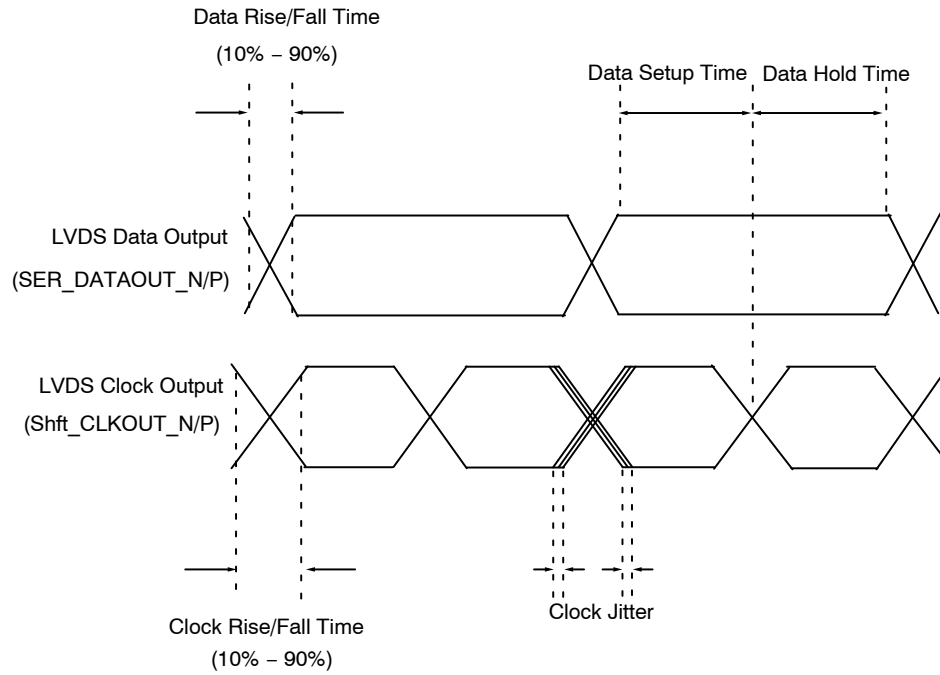 Data Rise/Fall Time
(10% – 90%)
Data Setup Time
Data Hold Time
LVDS Data Output
(SER_DATAOUT_N/P)
LVDS Clock Output
(Shft_CLKOUT_N/P)
Clock Rise/Fall Time
(10% – 90%)
Clock Jitter